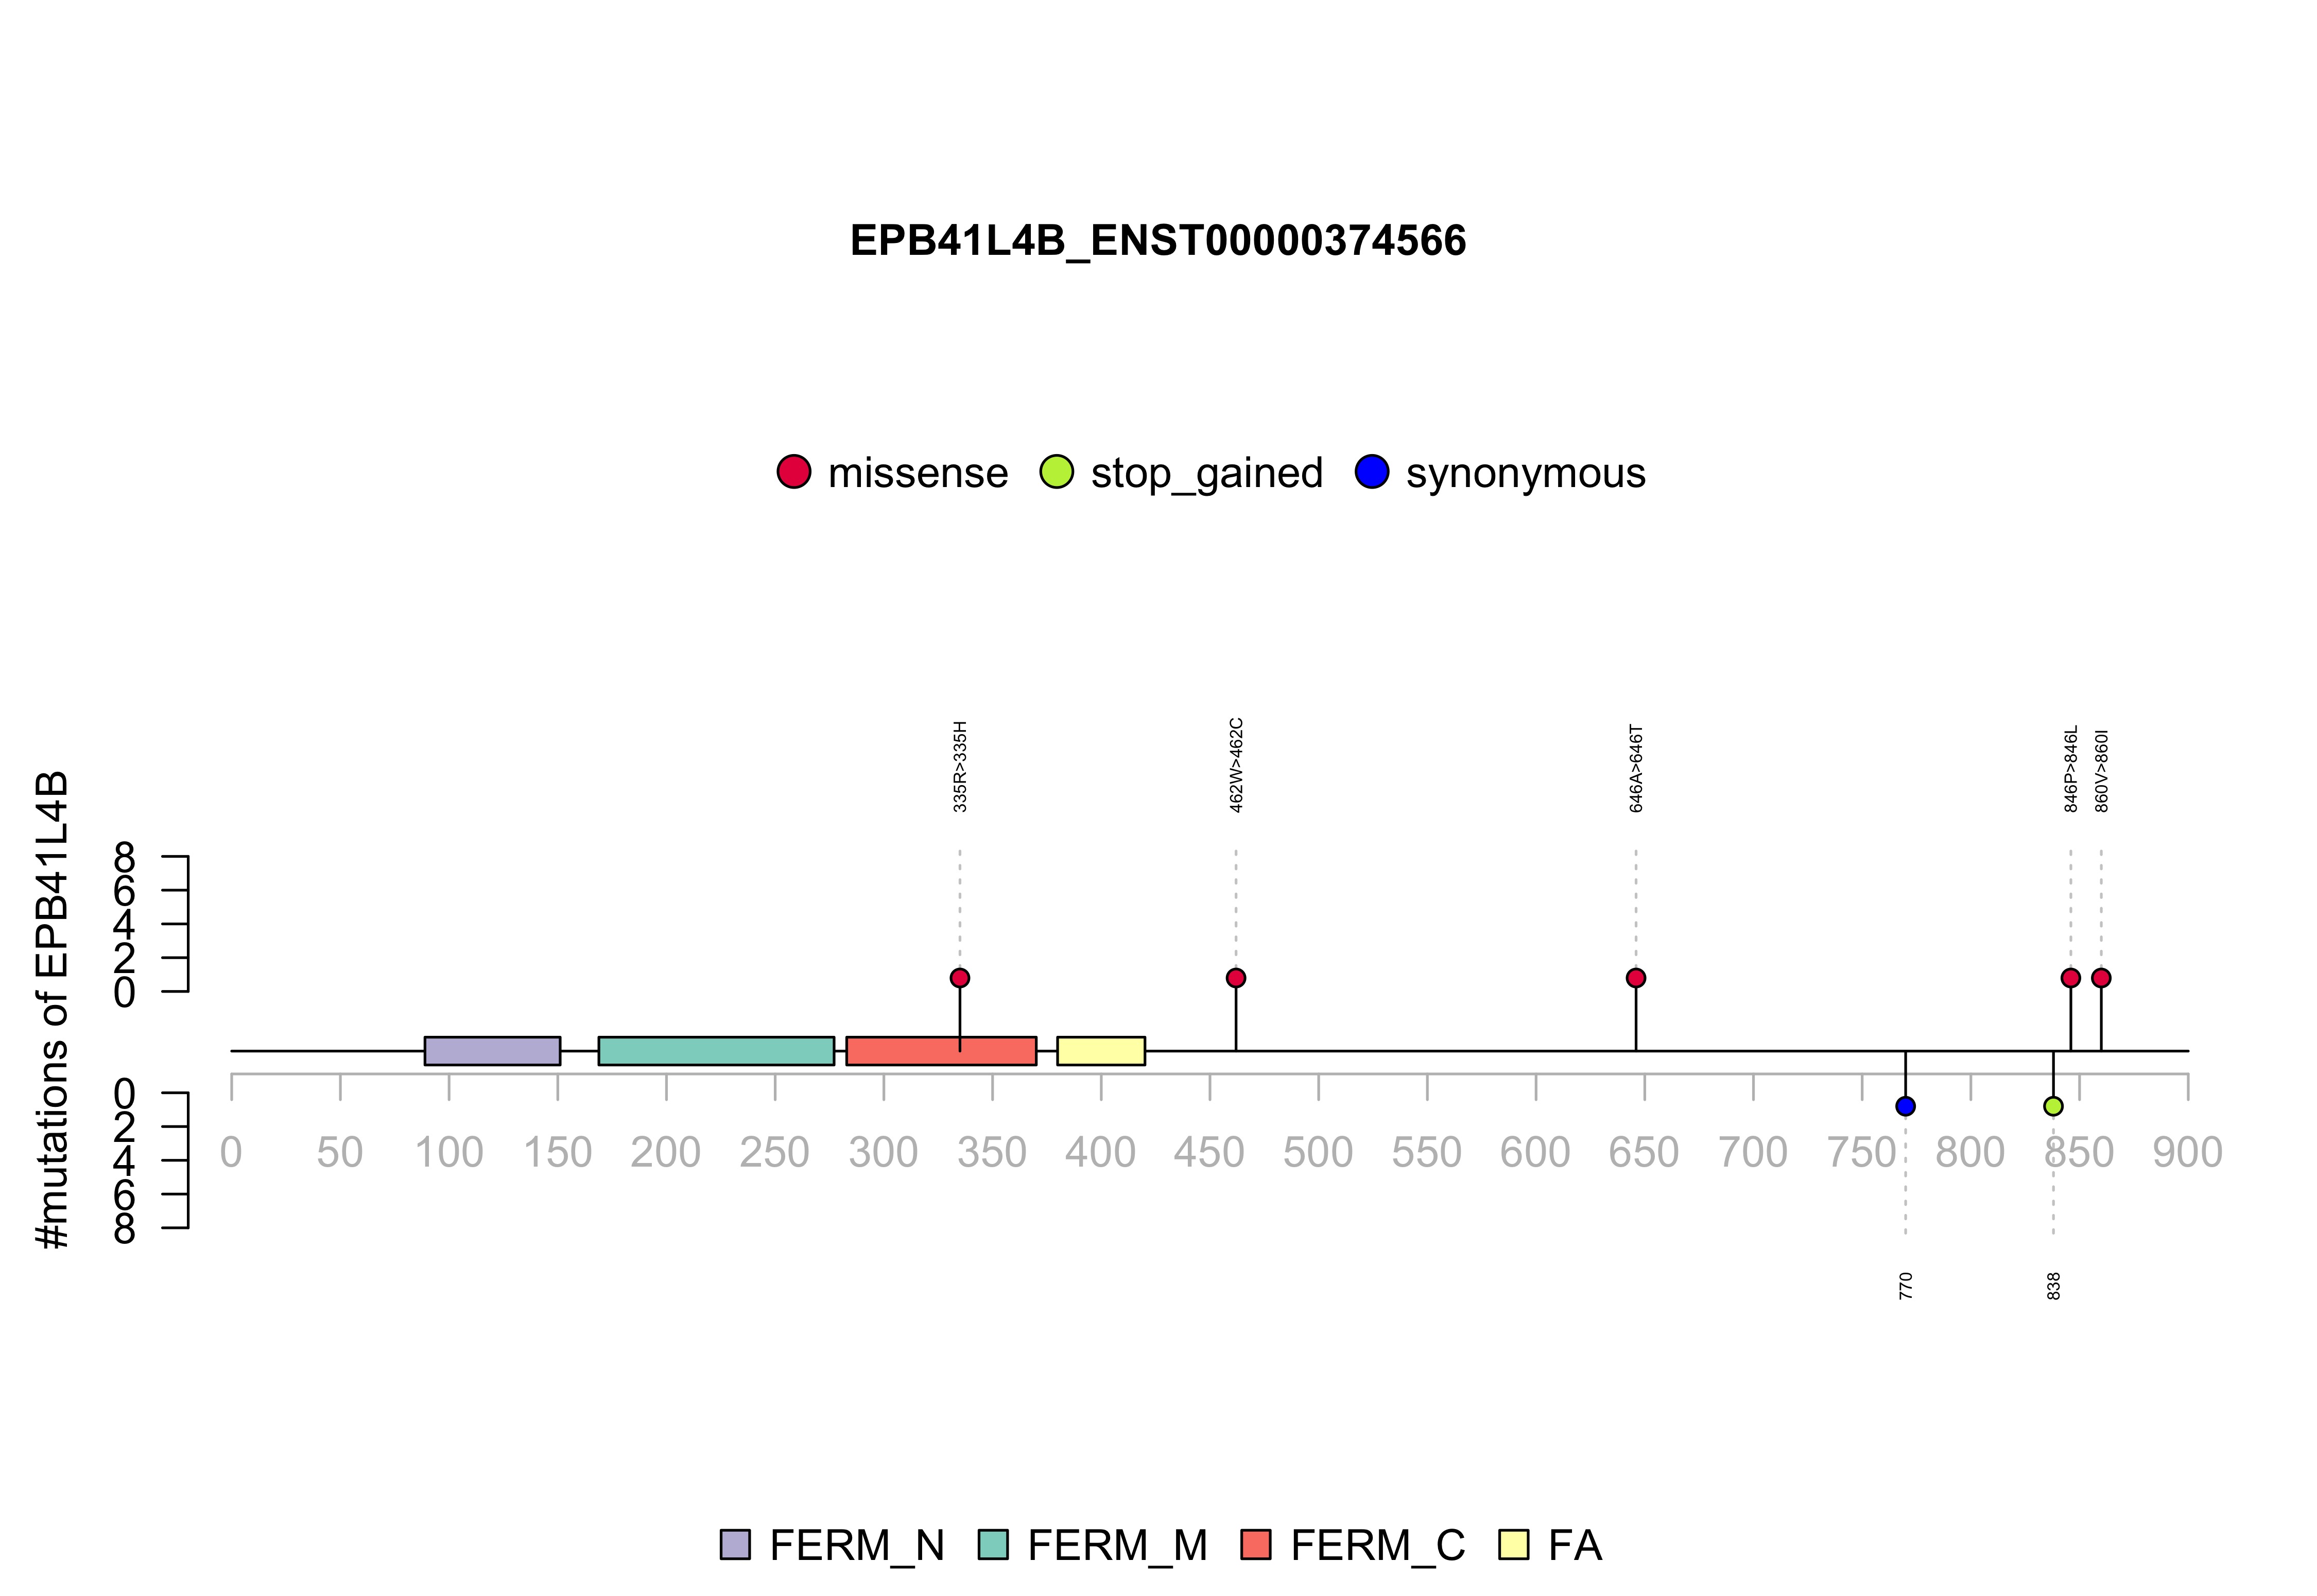 EPB41L4B_ENST00000374566
missense stop_gained synonymous
335R>335H 462W>462C 646A>646T 846P>846L 860V>860I
#mutations of EPB41L4B
8
6
4
2
0
0
2
4
6
8
0 50 100 150 200 250 300 350 400 450 500 550 600 650 700 750 800 850 900
770 838
FERM_N FERM_M FERM_C FA